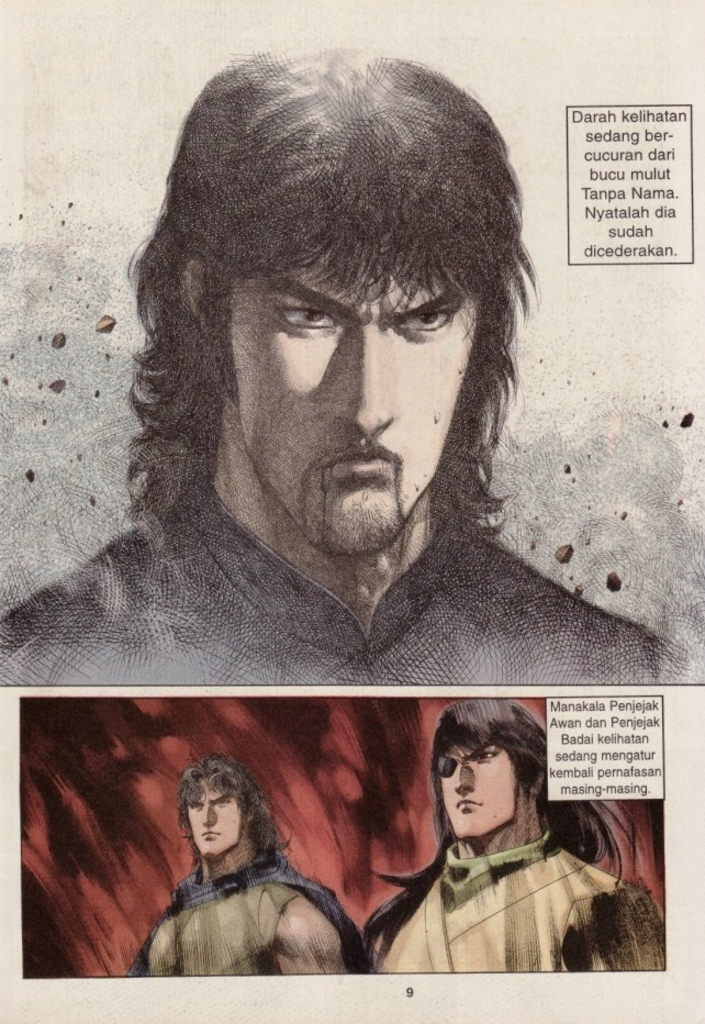 Darah kelihatan
sedang ber-
cucuran dari
bucu mulut
Tanpa Nama.
Nyatalah dia
sudah
dicederakan.
Manakala Penjejak
Awan dan Penjejak
Badai kelihatan
sedang mengatur
kembali pernafasan
masing-masing.
9